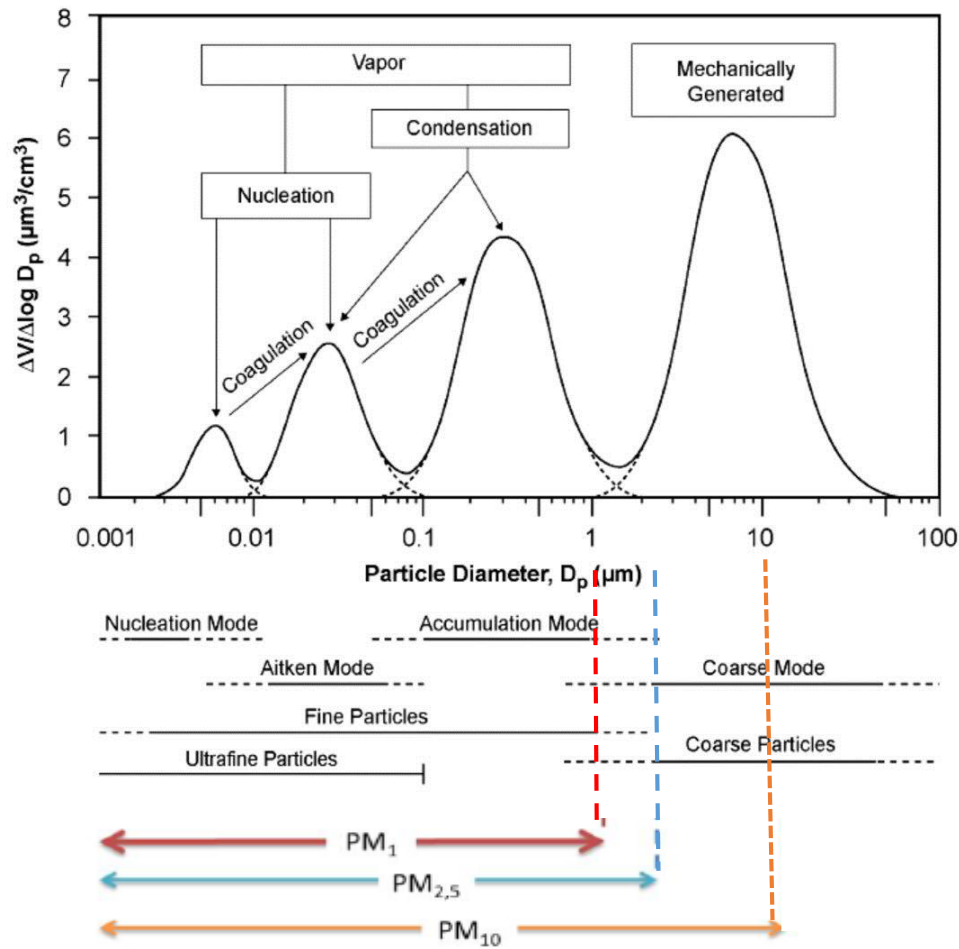 8
Vapor
Mechanically
Generated
7
Condensation
6
Nucleation
5
4
3
2
1
0
ΔV/Δlog Dp (µm³/cm3)
Coagulation
Coagulation
0.001 0.01 0.1 1 10 100
Particle Diameter, Dp (µm)
Nucleation Mode Accumulation Mode
Aitken Mode Coarse Mode
Fine Particles
Coarse Particles
Ultrafine Particles
PM1
PM2,5
PM10